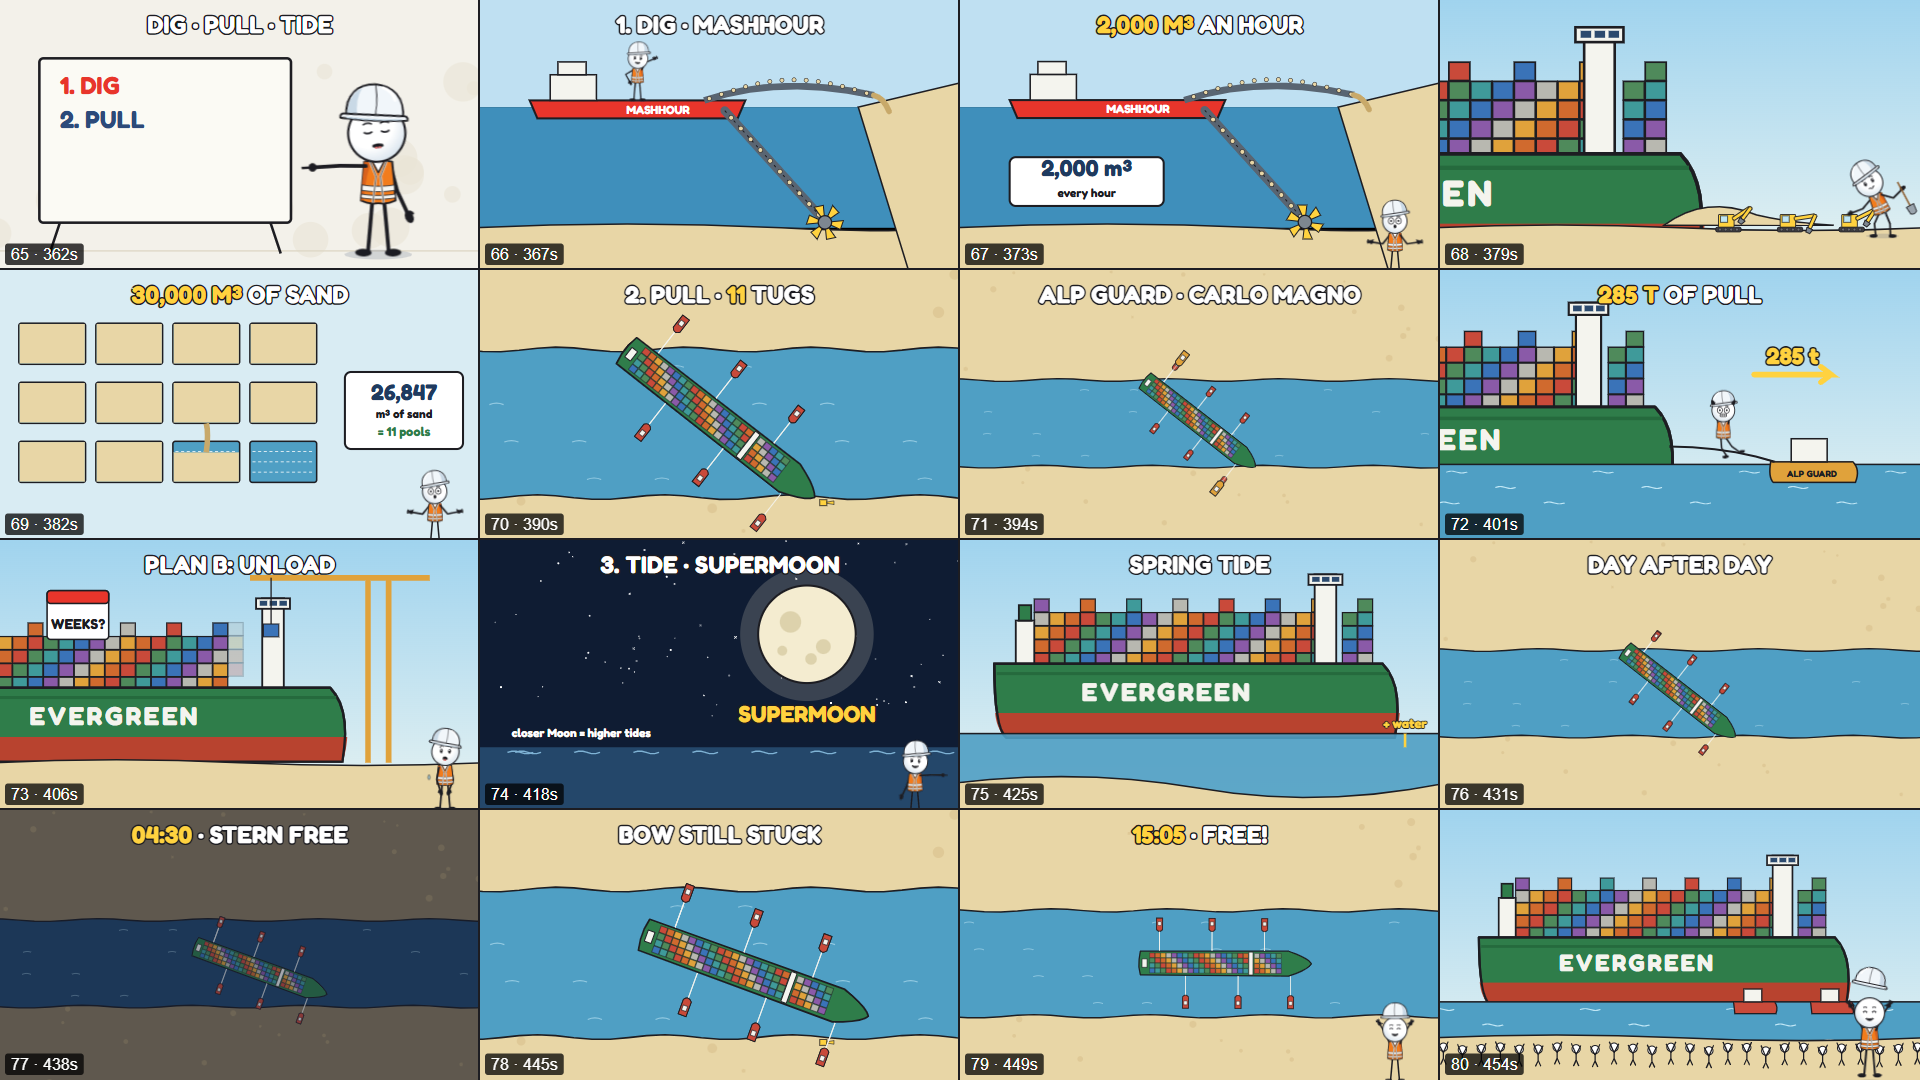 DIG · PULL · TIDE
1. DIG
2. PULL
65 · 362s
1. DIG · MASHHOUR
MASHHOUR
66 · 367s
2,000 M³ AN HOUR
MASHHOUR
2,000 m³
every hour
67 · 373s
EN
68 · 379s
30,000 M³ OF SAND
26,847
m³ of sand
= 11 pools
69 · 382s
2. PULL · 11 TUGS
70 · 390s
ALP GUARD · CARLO MAGNO
71 · 394s
285 T OF PULL
285 t
EEN
ALP GUARD
72 · 401s
PLAN B: UNLOAD
WEEKS?
EVERGREEN
73 · 406s
3. TIDE · SUPERMOON
SUPERMOON
closer Moon = higher tides
74 · 418s
SPRING TIDE
EVERGREEN
+ water
75 · 425s
DAY AFTER DAY
76 · 431s
04:30 · STERN FREE
77 · 438s
BOW STILL STUCK
78 · 445s
15:05 · FREE!
79 · 449s
EVERGREEN
80 · 454s